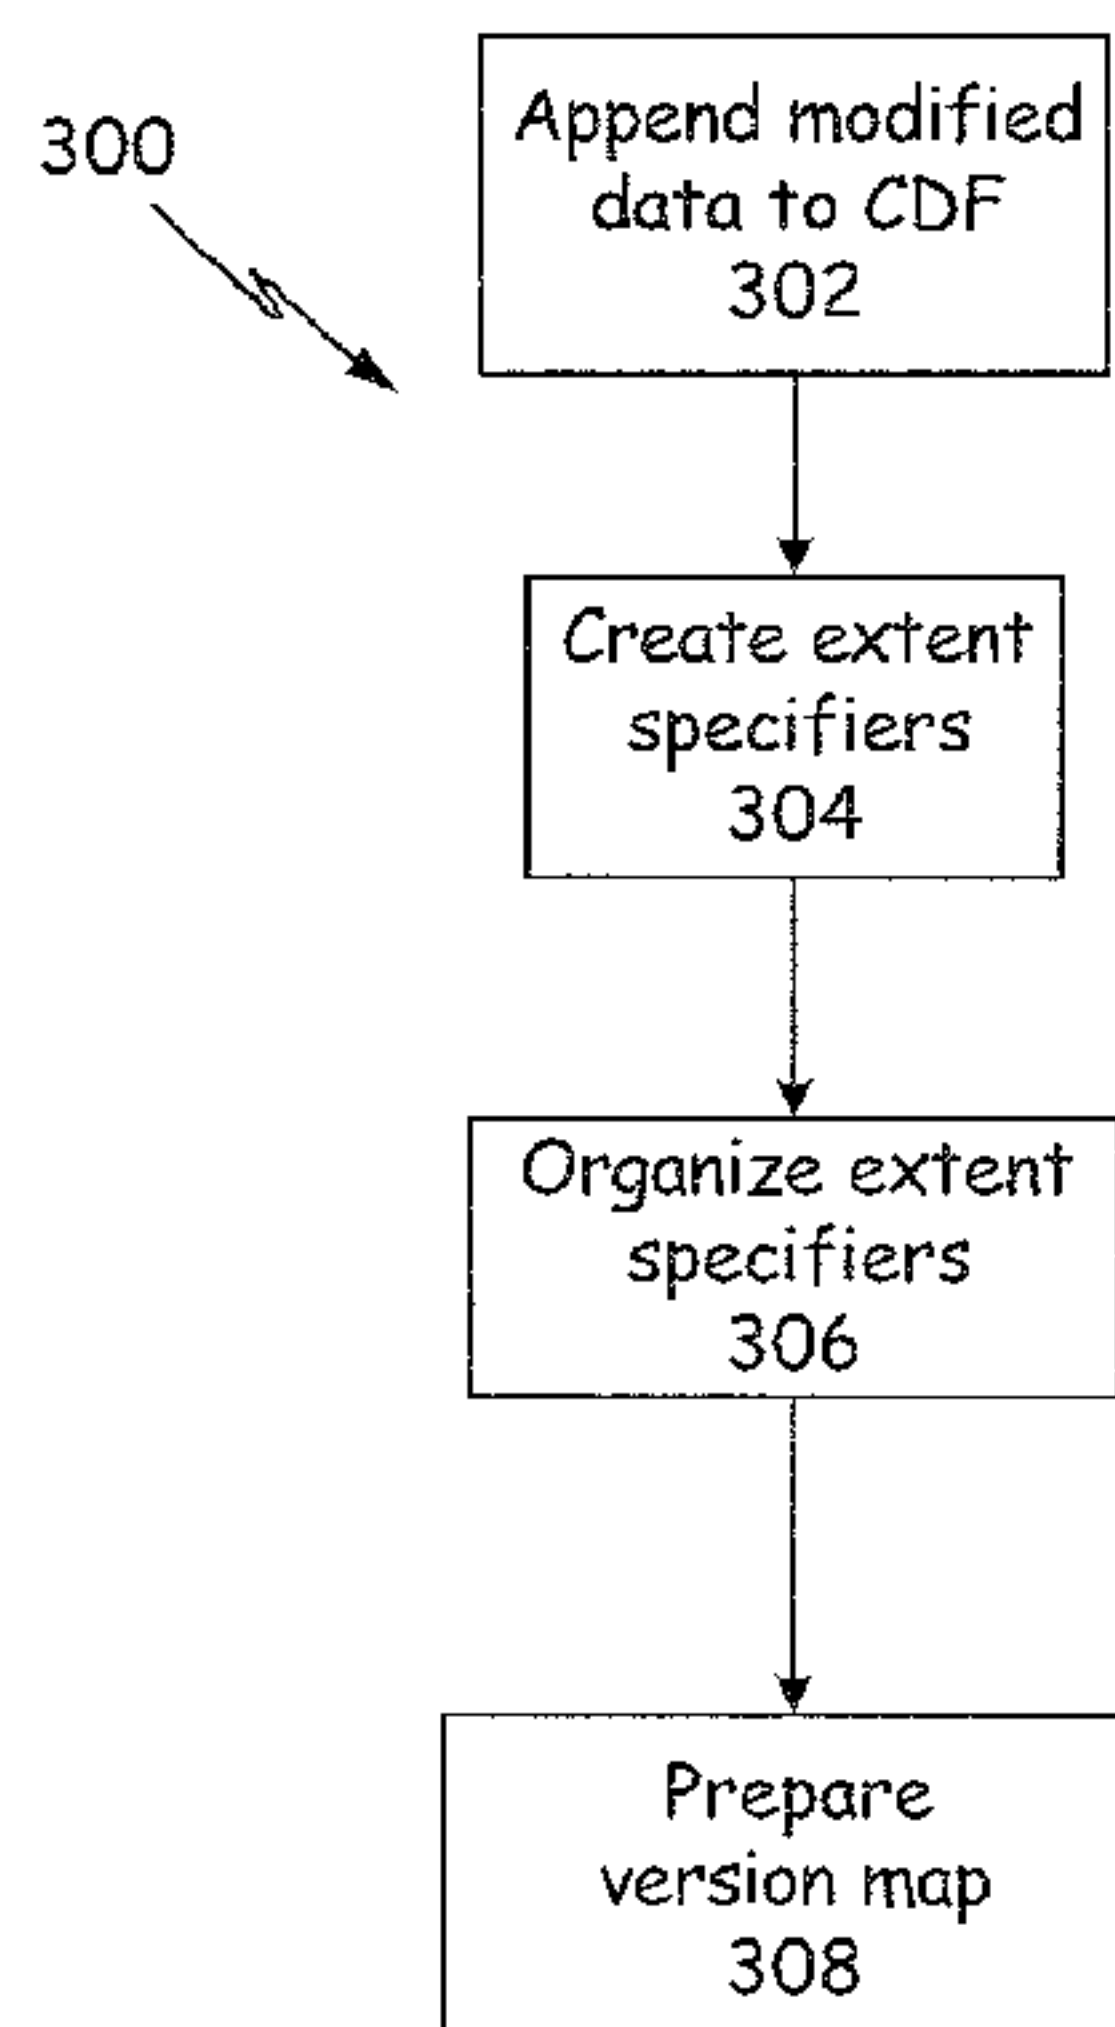 300
Append modified
data to CDF
302
Create extent
specifiers
304
Organize extent
specifiers
306
Prepare
version map
308